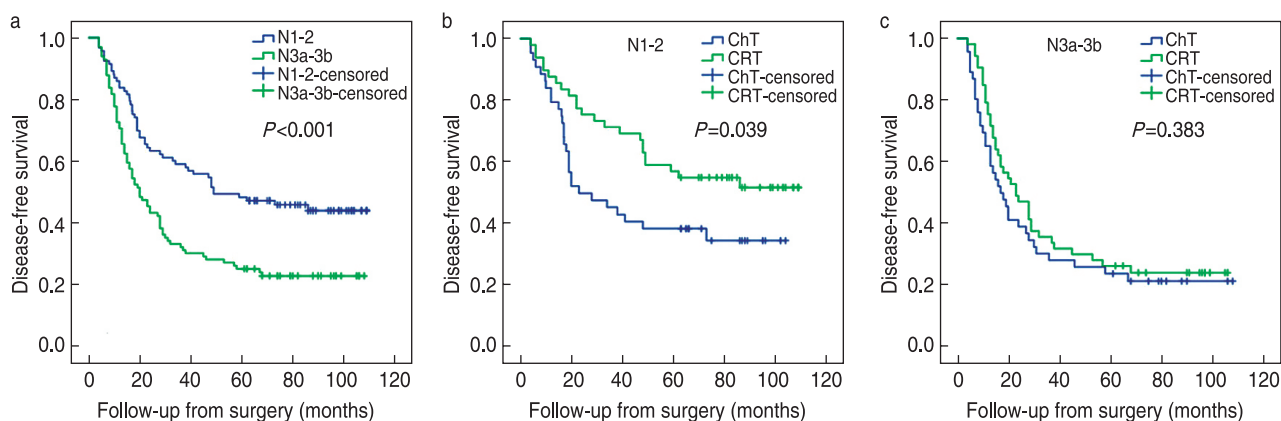 a
N1-2
N3a-3b
N1-2-censored
N3a-3b-censored
P<0.001
1.0
0.8
0.6
0.4
0.2
0.0
Disease-free survival
0 20 40 60 80 100 120
Follow-up from surgery (months)
b
N1-2
ChT
CRT
ChT-censored
CRT-censored
P=0.039
1.0
0.8
0.6
0.4
0.2
0.0
Disease-free survival
0 20 40 60 80 100 120
Follow-up from surgery (months)
c
N3a-3b
ChT
CRT
ChT-censored
CRT-censored
P=0.383
1.0
0.8
0.6
0.4
0.2
0.0
Disease-free survival
0 20 40 60 80 100 120
Follow-up from surgery (months)